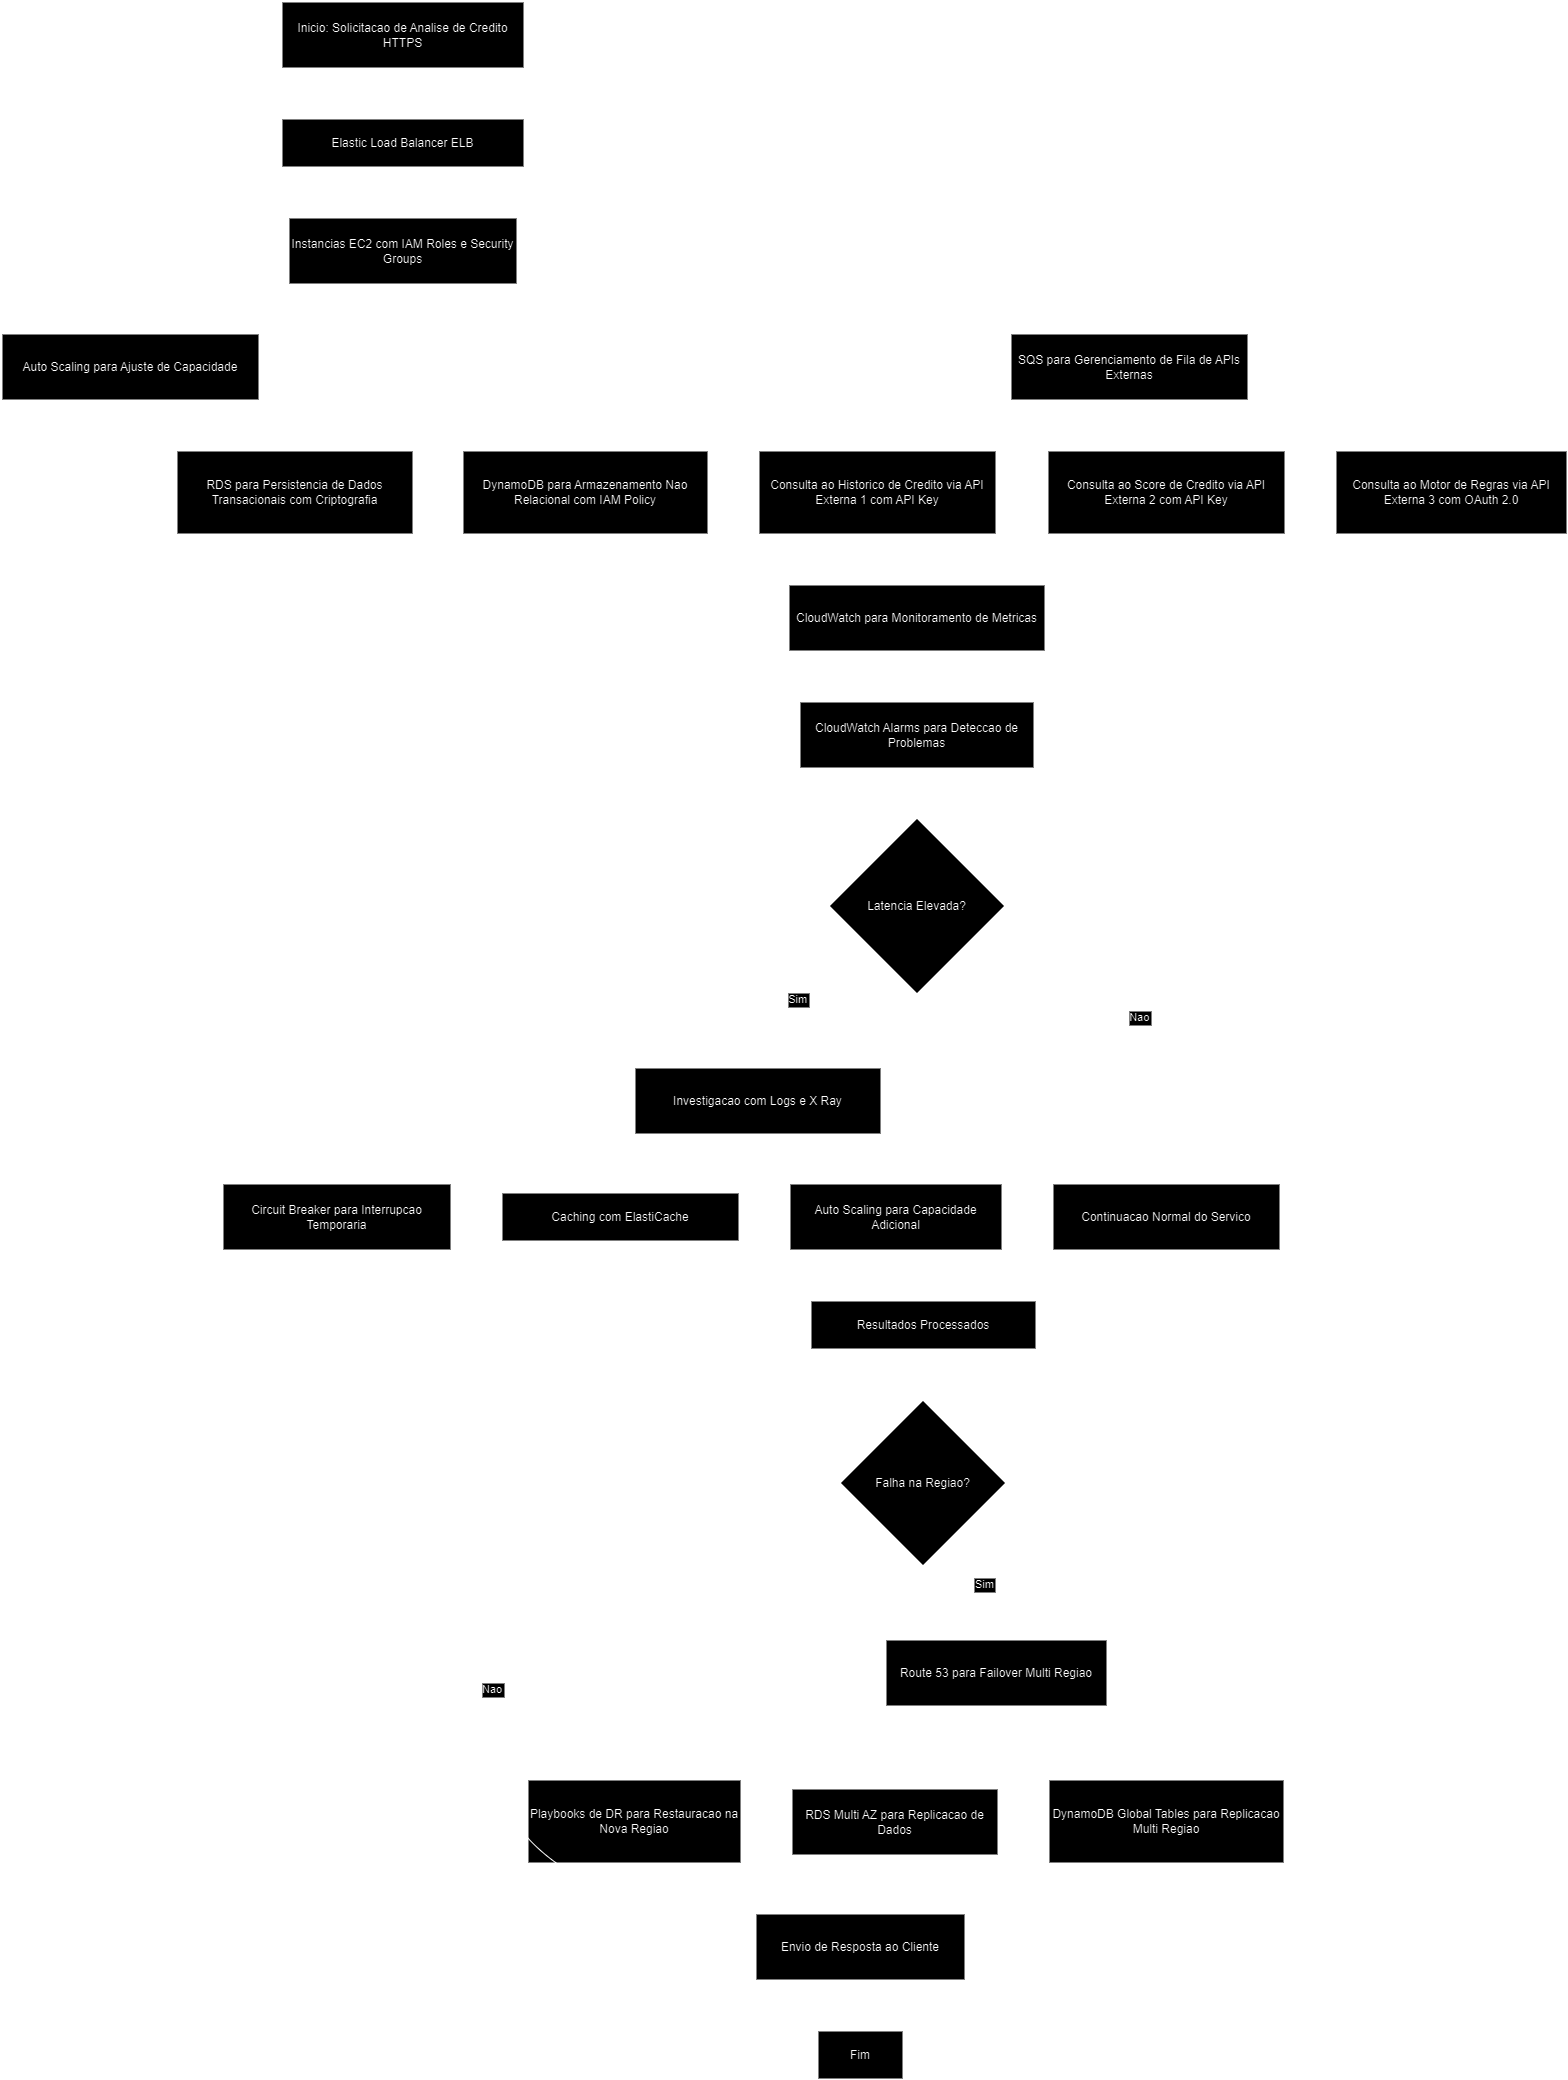 Inicio: Solicitacao de Analise de Credito
HTTPS
Elastic Load Balancer ELB
Instancias EC2 com IAM Roles e Security
Groups
Auto Scaling para Ajuste de Capacidade
SQS para Gerenciamento de Fila de APIs
Externas
RDS para Persistencia de Dados
Transacionais com Criptografia
DynamoDB para Armazenamento Nao
Relacional com IAM Policy
Consulta ao Historico de Credito via API
Externa 1 com API Key
Consulta ao Score de Credito via API
Externa 2 com API Key
Consulta ao Motor de Regras via API
Externa 3 com OAuth 2.0
CloudWatch para Monitoramento de Metricas
CloudWatch Alarms para Deteccao de
Problemas
Latencia Elevada?
Sim
Nao
Investigacao com Logs e X Ray
Circuit Breaker para Interrupcao
Temporaria
Caching com ElastiCache
Auto Scaling para Capacidade
Adicional
Continuacao Normal do Servico
Resultados Processados
Falha na Regiao?
Sim
Route 53 para Failover Multi Regiao
Nao
Playbooks de DR para Restauracao na
Nova Regiao
RDS Multi AZ para Replicacao de
Dados
DynamoDB Global Tables para Replicacao
Multi Regiao
Envio de Resposta ao Cliente
Fim